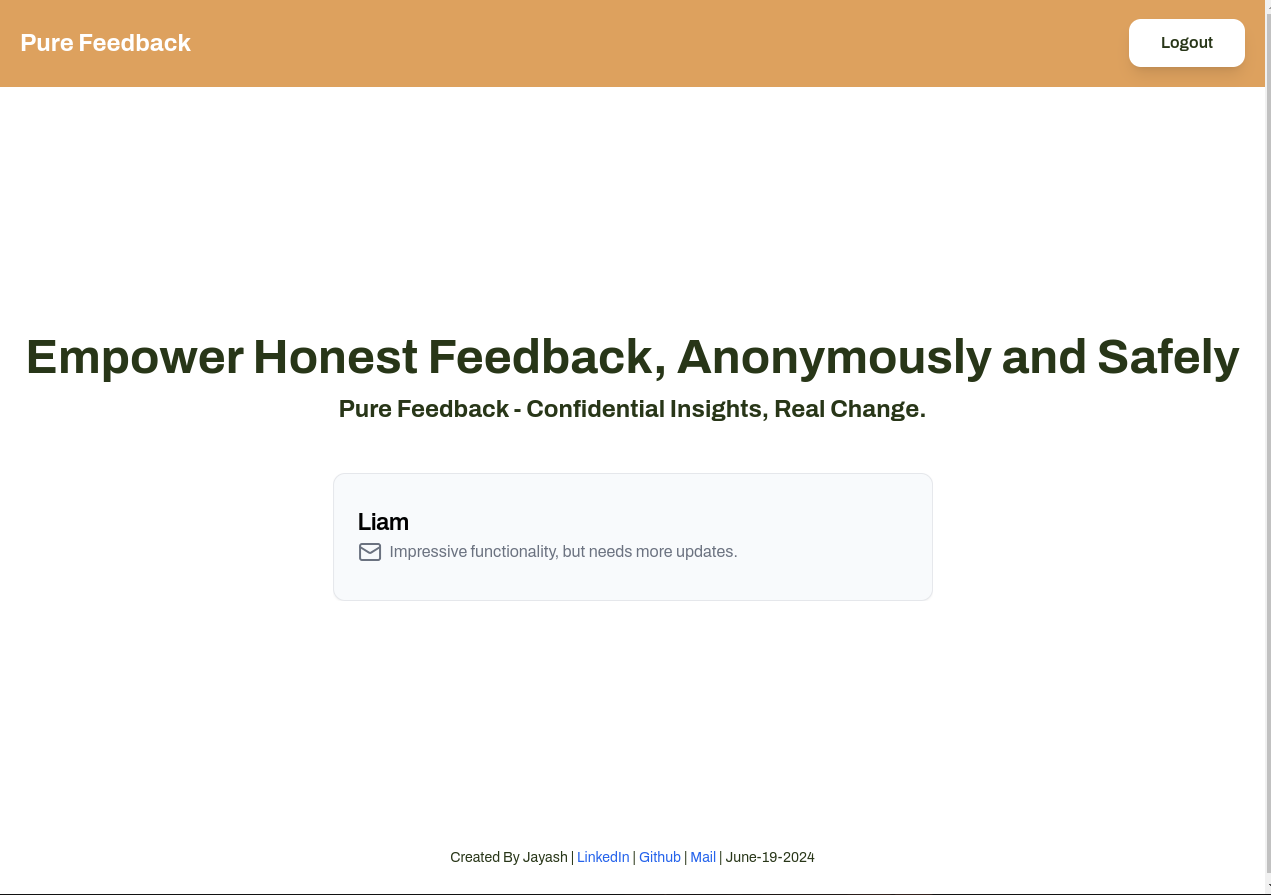 Pure Feedback
Logout
Empower Honest Feedback, Anonymously and Safely
Pure Feedback - Confidential Insights, Real Change.
Liam
Impressive functionality, but needs more updates.
Created By Jayash | LinkedIn | Github | Mail | June-19-2024